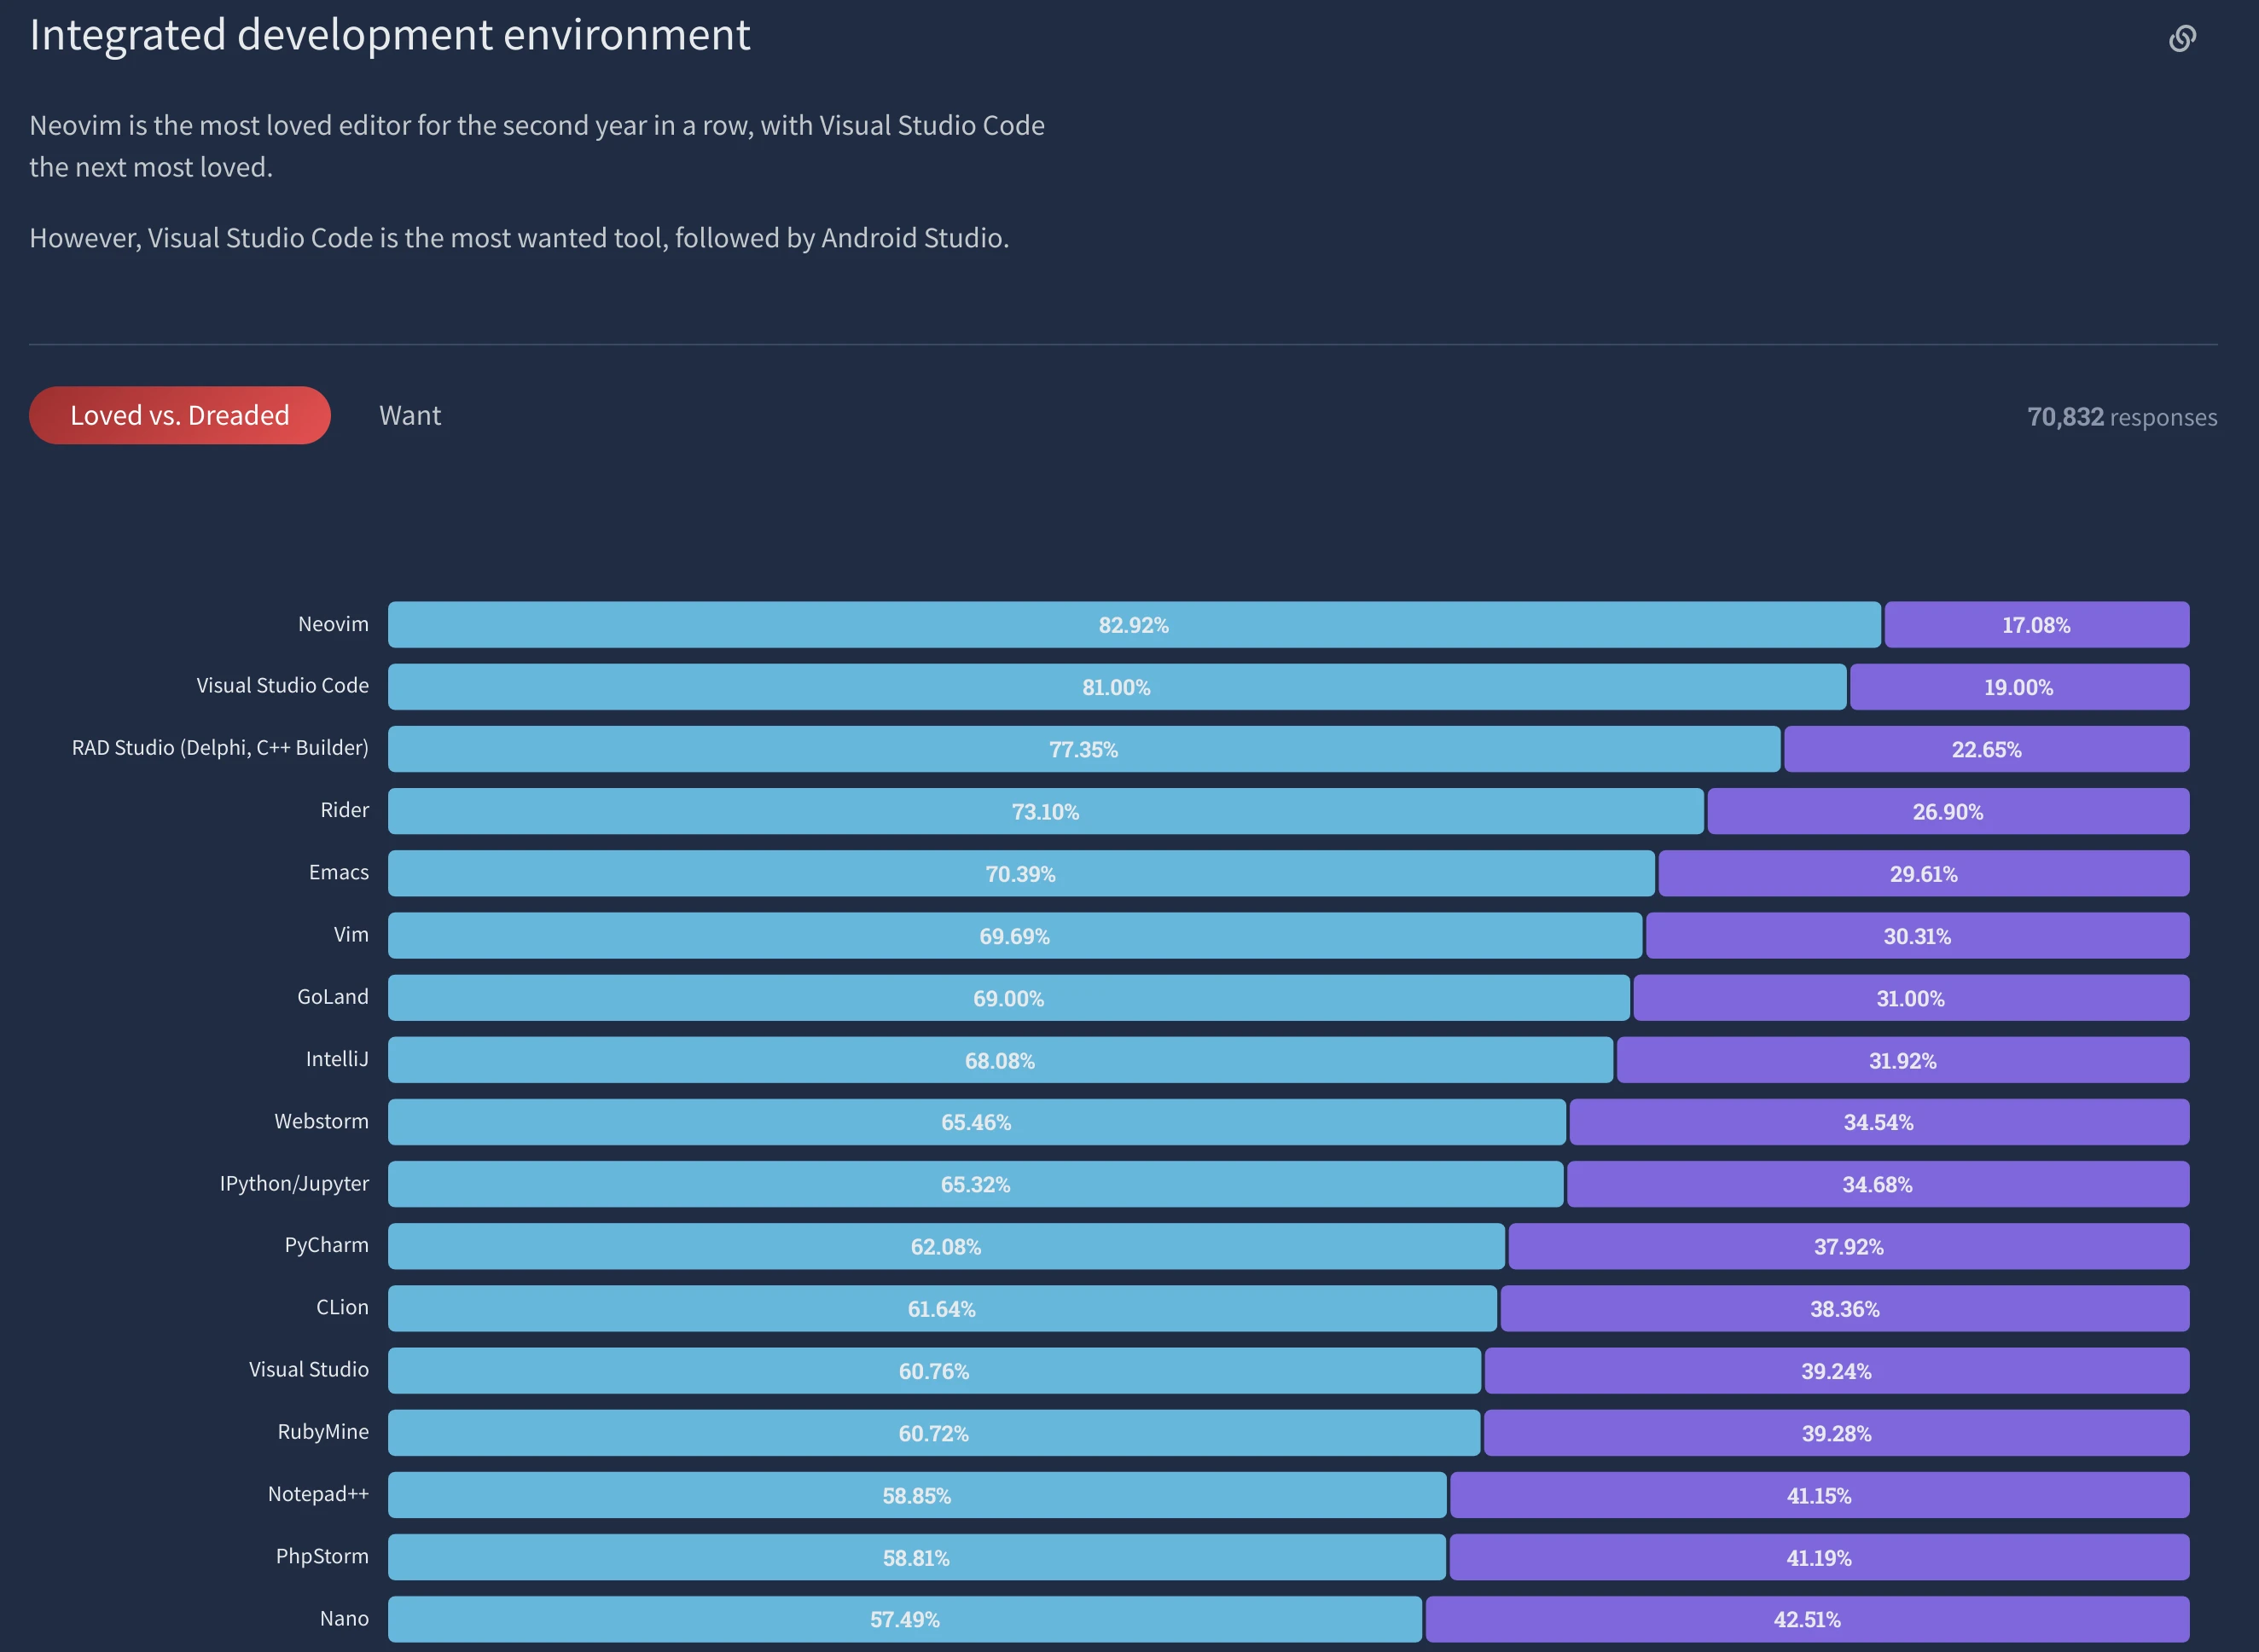 Integrated development environment
Neovim is the most loved editor for the second year in a row, with Visual Studio Code
the next most loved.
However, Visual Studio Code is the most wanted tool, followed by Android Studio.
Loved vs. Dreaded Want 70,832 responses
Neovim 82.92% 17.08%
Visual Studio Code 81.00% 19.00%
RAD Studio (Delphi, C++ Builder) 77.35% 22.65%
Rider 73.10% 26.90%
Emacs 70.39% 29.61%
Vim 69.69% 30.31%
GoLand 69.00% 31.00%
IntelliJ 68.08% 31.92%
Webstorm 65.46% 34.54%
IPython/Jupyter 65.32% 34.68%
PyCharm 62.08% 37.92%
CLion 61.64% 38.36%
Visual Studio 60.76% 39.24%
RubyMine 60.72% 39.28%
Notepad++ 58.85% 41.15%
PhpStorm 58.81% 41.19%
Nano 57.49% 42.51%